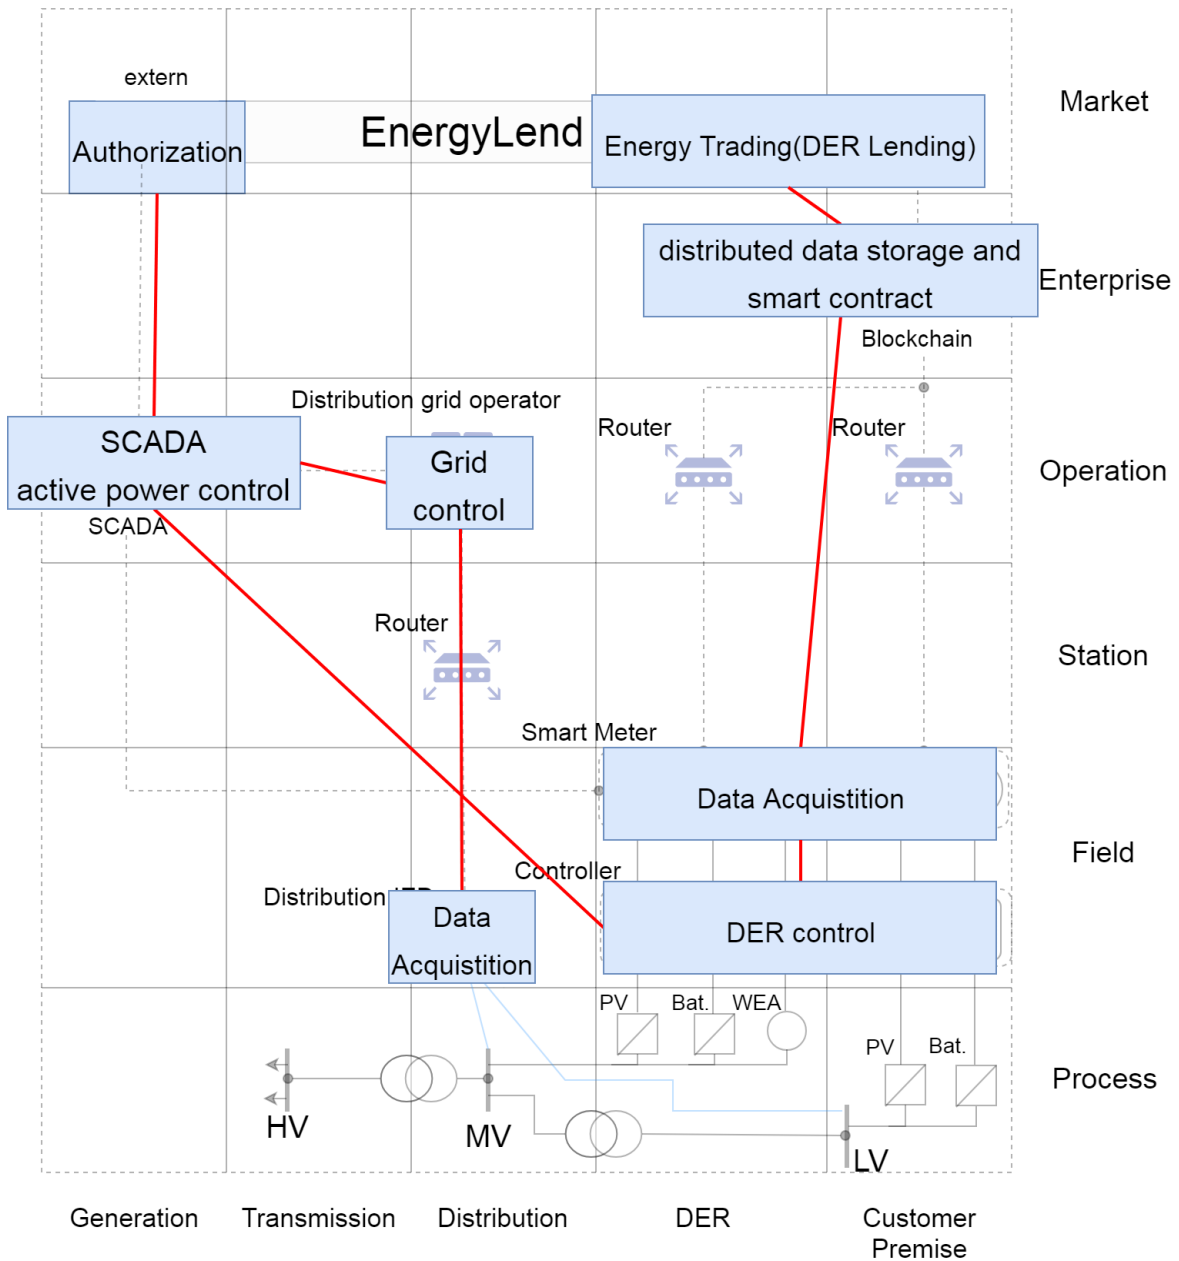 extern
Market
Authorization
EnergyLend
Energy Trading(DER Lending)
distributed data storage and
smart contract
Enterprise
Blockchain
Distribution grid operator
Router
Router
SCADA
active power control
Grid
control
Operation
SCADA
Router
Station
Smart Meter
Data Acquistition
Field
Controller
Distribution
Data
Acquistition
DER control
PV
Bat.
WEA
PV
Bat.
Process
HV
MV
LV
Generation
Transmission
Distribution
DER
Customer
Premise